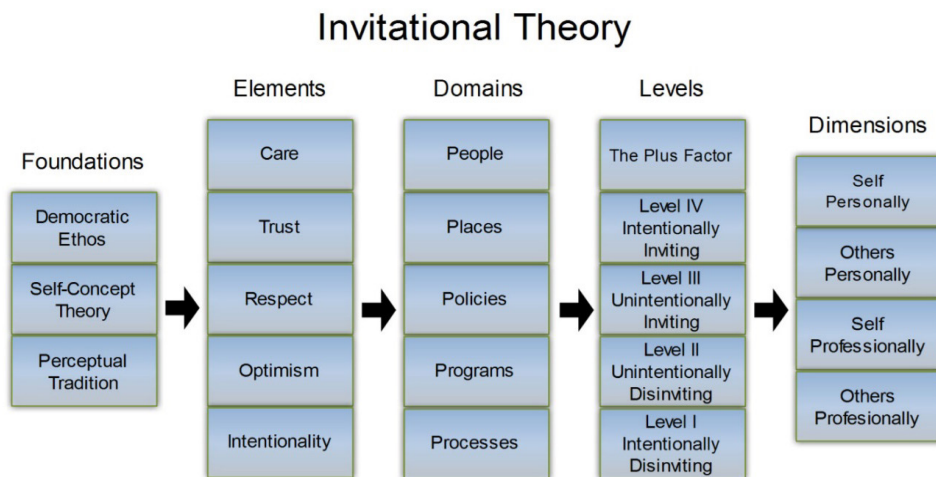 Invitational Theory
Foundations
Democratic
Ethos
Self-Concept
Theory
Perceptual
Tradition
Elements
Care
Trust
Respect
Optimism
Intentionality
Domains
People
Places
Policies
Programs
Processes
Levels
The Plus Factor
Level IV
Intentionally
Inviting
Level III
Unintentionally
Inviting
Level II
Unintentionally
Disinviting
Level I
Intentionally
Disinviting
Dimensions
Self
Personally
Others
Personally
Self
Professionally
Others
Profesionally